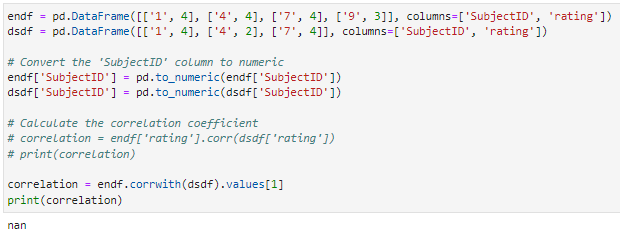 endf = pd.DataFrame([['1', 4], ['4', 4], ['7', 4], ['9', 3]], columns=['SubjectID', 'rating'])
dsdf = pd.DataFrame([['1', 4], ['4', 2], ['7', 4]], columns=['SubjectID', 'rating'])

# Convert the 'SubjectID' column to numeric
endf['SubjectID'] = pd.to_numeric(endf['SubjectID'])
dsdf['SubjectID'] = pd.to_numeric(dsdf['SubjectID'])

# Calculate the correlation coefficient
# correlation = endf['rating'].corr(dsdf['rating'])
# print(correlation)

correlation = endf.corrwith(dsdf).values[1]
print(correlation)
nan